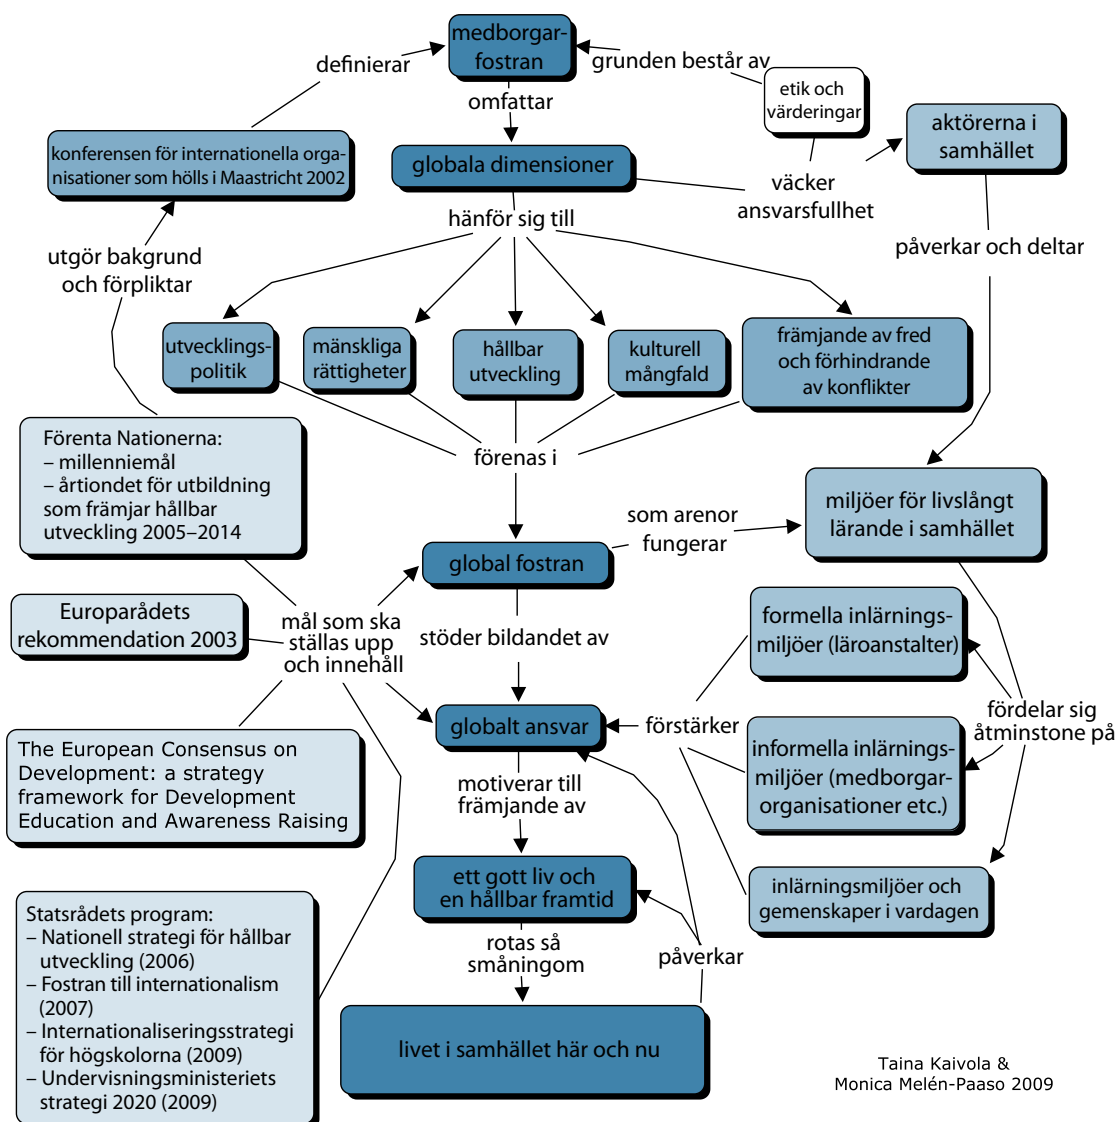 medborgar-
fostran
definierar
grunden består av
omfattar
etik och
värderingar
aktörerna i
samhället
konferensen för internationella orga-
nisationer som hölls i Maastricht 2002
globala dimensioner
väcker
ansvarsfullhet
hänför sig till
utgör bakgrund
och förpliktar
påverkar och deltar
utvecklings-
politik
mänskliga
rättigheter
hållbar
utveckling
kulturell
mångfald
främjande av fred
och förhindrande
av konflikter
Förenta Nationerna:
– millenniemål
– årtiondet för utbildning
som främjar hållbar
utveckling 2005–2014
förenas i
som arenor
fungerar
miljöer för livslångt
lärande i samhället
global fostran
Europarådets
rekommendation 2003
mål som ska
ställas upp
och innehåll
stöder bildandet av
formella inlärnings-
miljöer (läroanstalter)
globalt ansvar
förstärker
fördelar sig
åtminstone på
The European Consensus on
Development: a strategy
framework for Development
Education and Awareness Raising
informella inlärnings-
miljöer (medborgar-
organisationer etc.)
motiverar till
främjande av
ett gott liv och
en hållbar framtid
inlärningsmiljöer och
gemenskaper i vardagen
Statsrådets program:
– Nationell strategi för hållbar
utveckling (2006)
– Fostran till internationalism
(2007)
– Internationaliseringsstrategi
för högskolorna (2009)
– Undervisningsministeriets
strategi 2020 (2009)
rotas så
småningom
påverkar
livet i samhället här och nu
Taina Kaivola &
Monica Melén-Paaso 2009